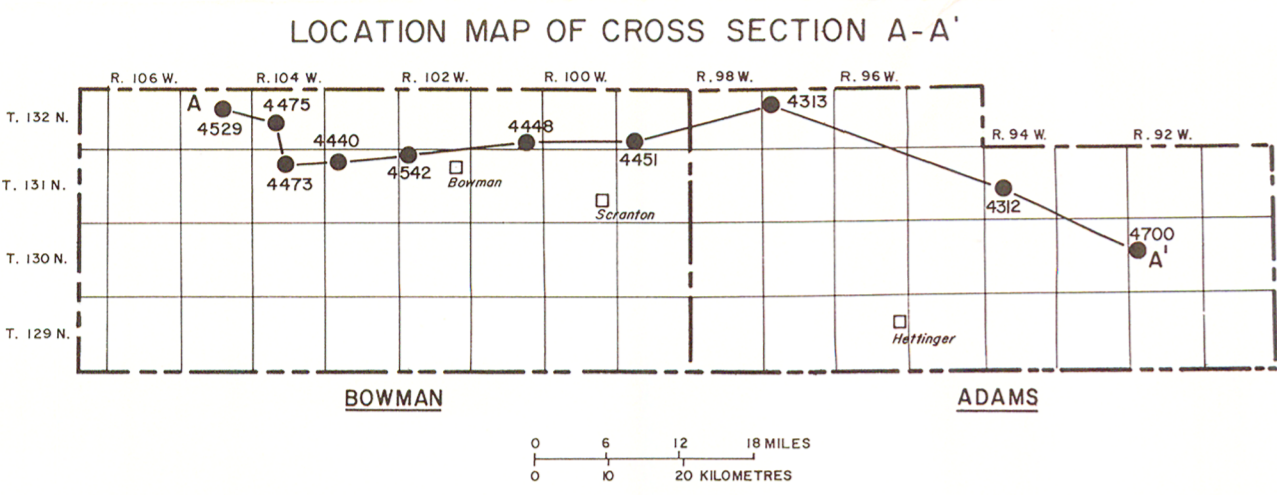 LOCATION MAP OF CROSS SECTION A-A'
R. 106 W. R. 104 W. R. 102 W. R. 100 W. R. 98 W. R. 96 W.
A 4475 4313
T. 132 N.
4529
4440 4448
R. 94 W. R. 92 W.
4451
4542
4473
Bowman
T. 131 N.
4312
Scranton
4700
T. 130 N.
A'
T. 129 N.
Hettinger
BOWMAN ADAMS
0 6 12 18 MILES
0 10 20 KILOMETRES